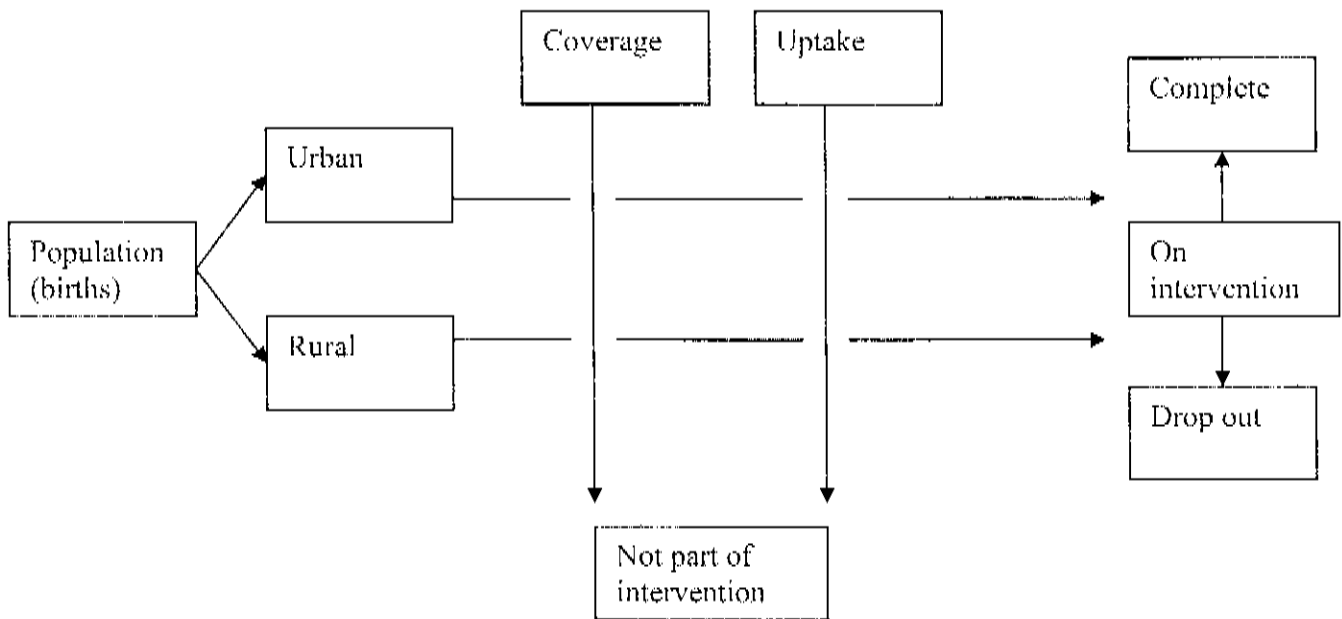 Coverage
Uptake
Complete
Urban
Population
(births)
On
intervention
Rural
Drop out
Not part of
intervention